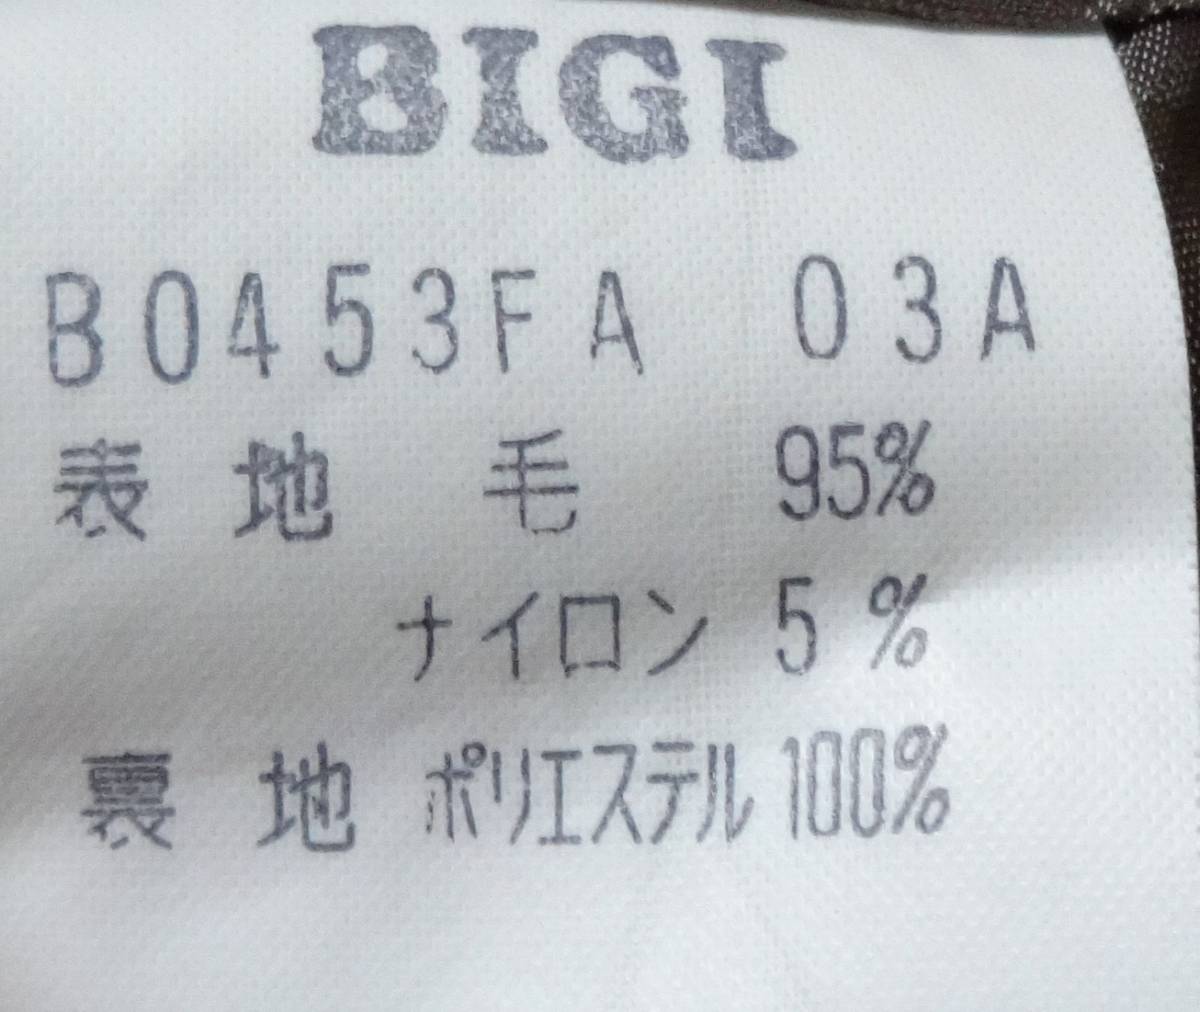 BIGI
B0453FA 03A
表地 毛 95%
ナイロン 5%
裏地 ポリエステル 100%